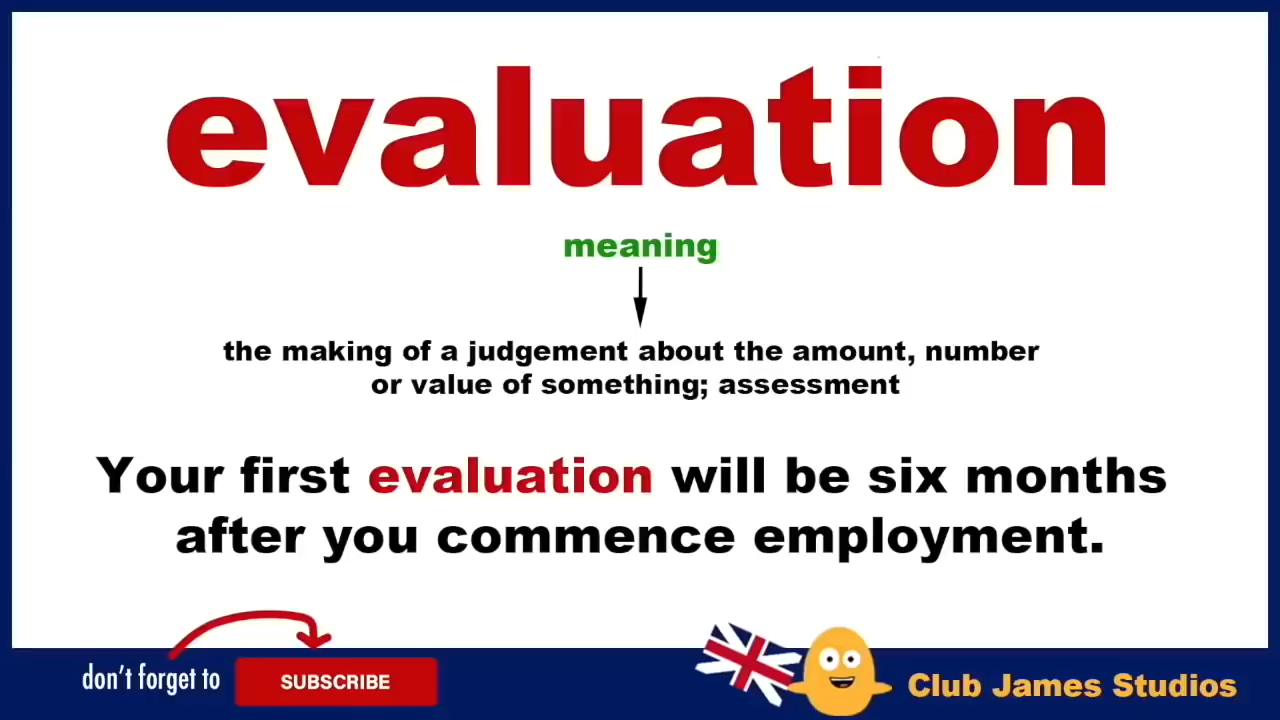 evaluation
meaning
the making of a judgement about the amount, number
or value of something; assessment
Your first evaluation will be six months
after you commence employment.
don't forget to
SUBSCRIBE
Club James Studios